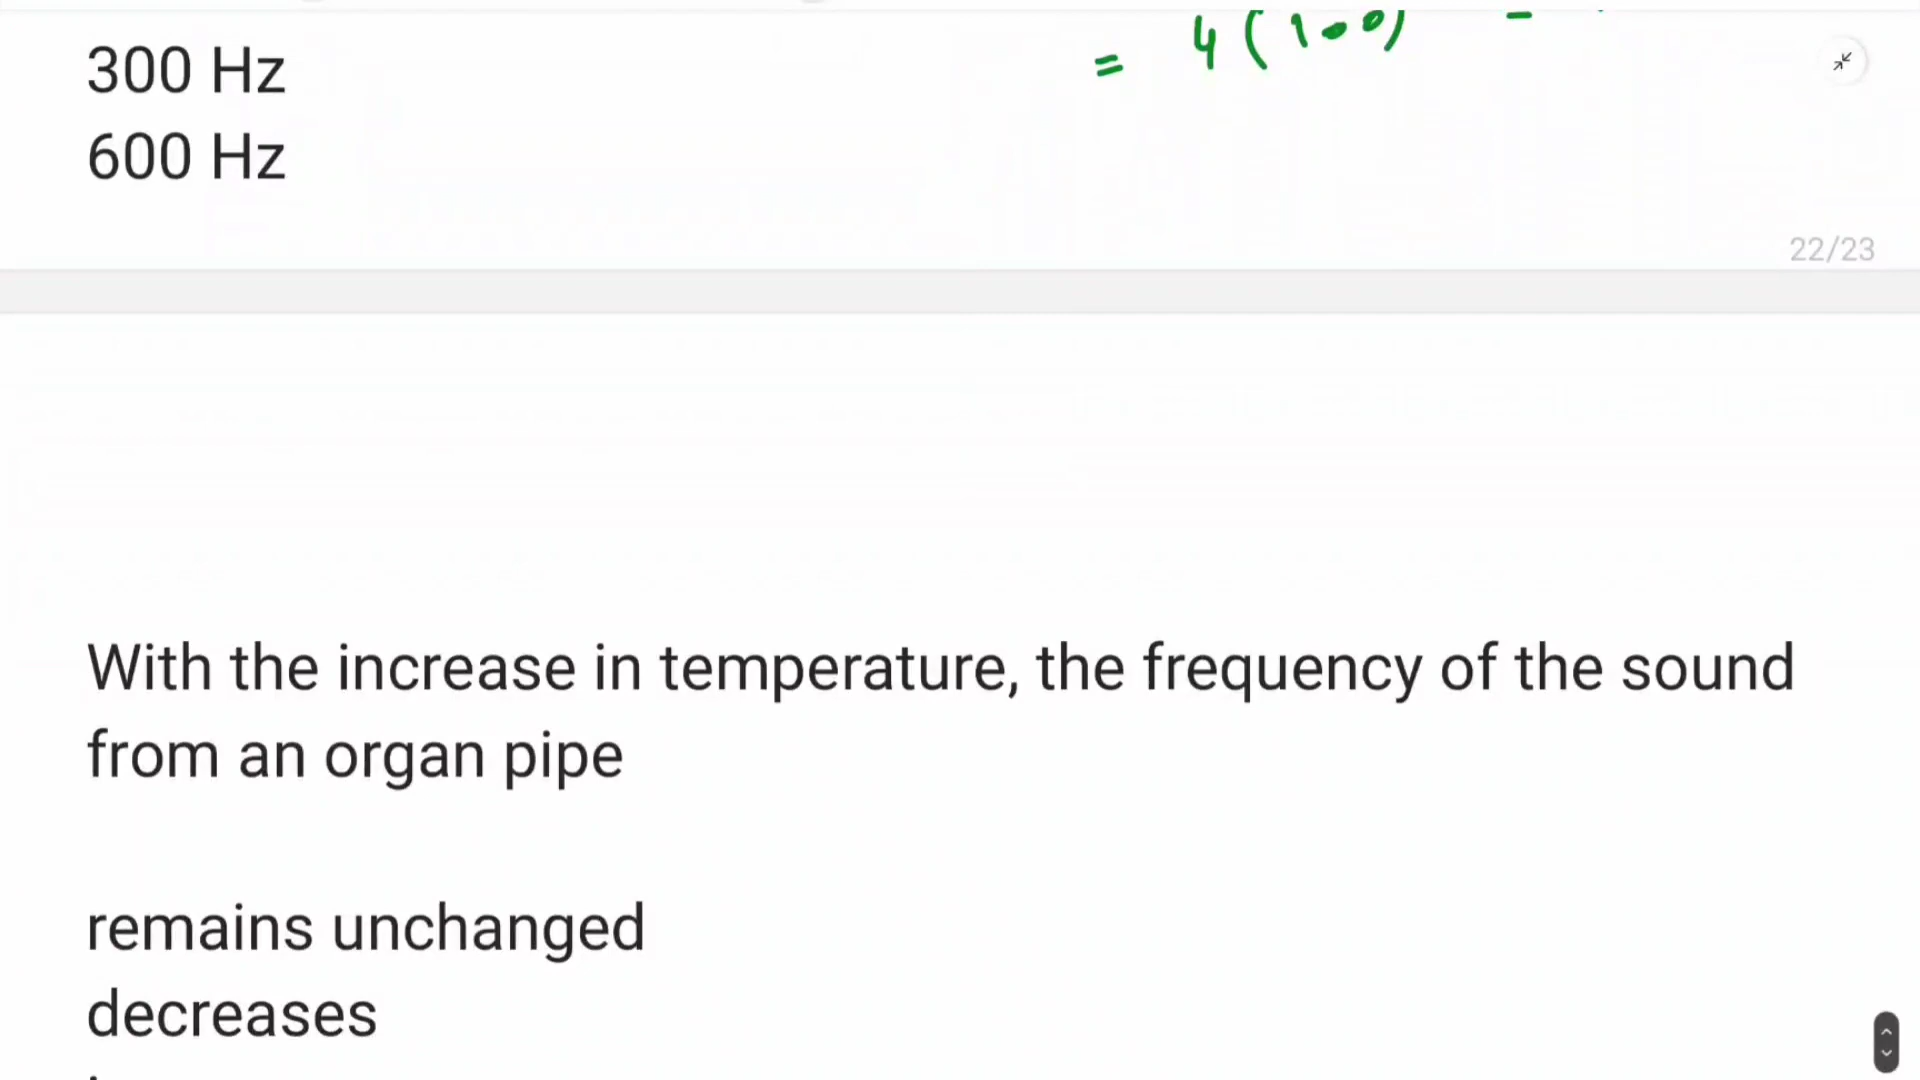 = 4 (100)
300 Hz
600 Hz
22/23
With the increase in temperature, the frequency of the sound
from an organ pipe
remains unchanged
decreases